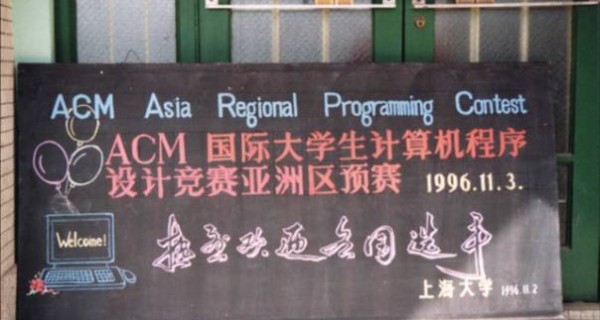 ACM Asia Regional Programming Contest
ACM 国际大学生计算机程序
设计竞赛亚洲区预赛 1996.11.3.
Welcome!
热烈欢迎各国选手
上海大学 1996.11.2